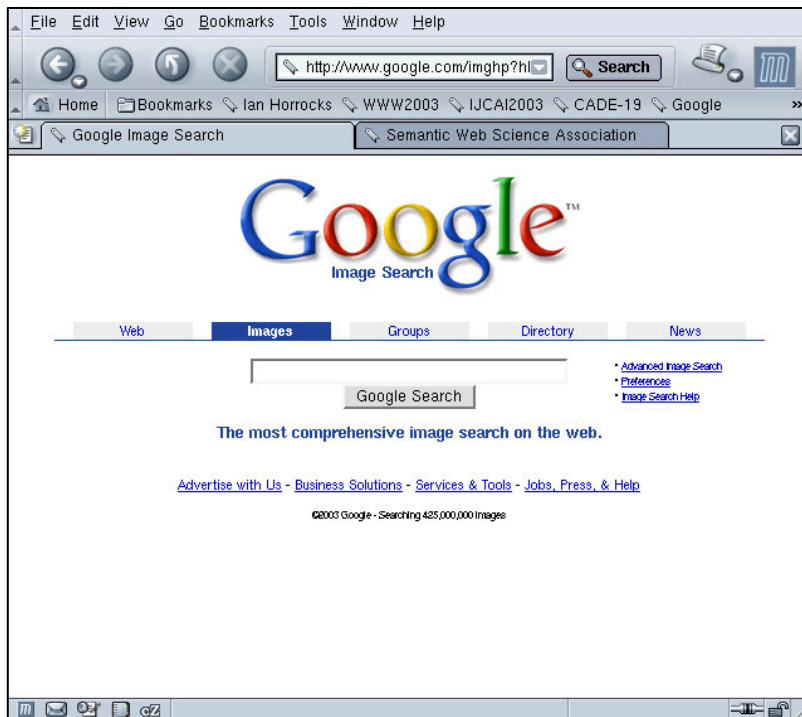 File Edit View Go Bookmarks Tools Window Help
http://www.google.com/imghp?hl Search
Home Bookmarks Ian Horrocks WWW2003 IJCAI2003 CADE-19 Google »
Google Image Search Semantic Web Science Association
Google™
Image Search
Web Images Groups Directory News
• Advanced Image Search
• Preferences
• Image Search Help
Google Search
The most comprehensive image search on the web.
Advertise with Us - Business Solutions - Services & Tools - Jobs, Press, & Help
©2003 Google - Searching 425,000,000 images